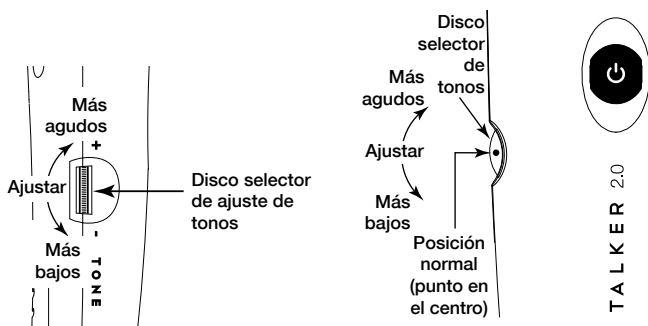 Más
agudos
+
Ajustar
-
Más
bajos
TONE
Disco selector
de ajuste de
tonos
Disco
selector
de
tonos
Más
agudos
Ajustar
Más
bajos
Posición
normal
(punto en
el centro)
TALKER 2.0